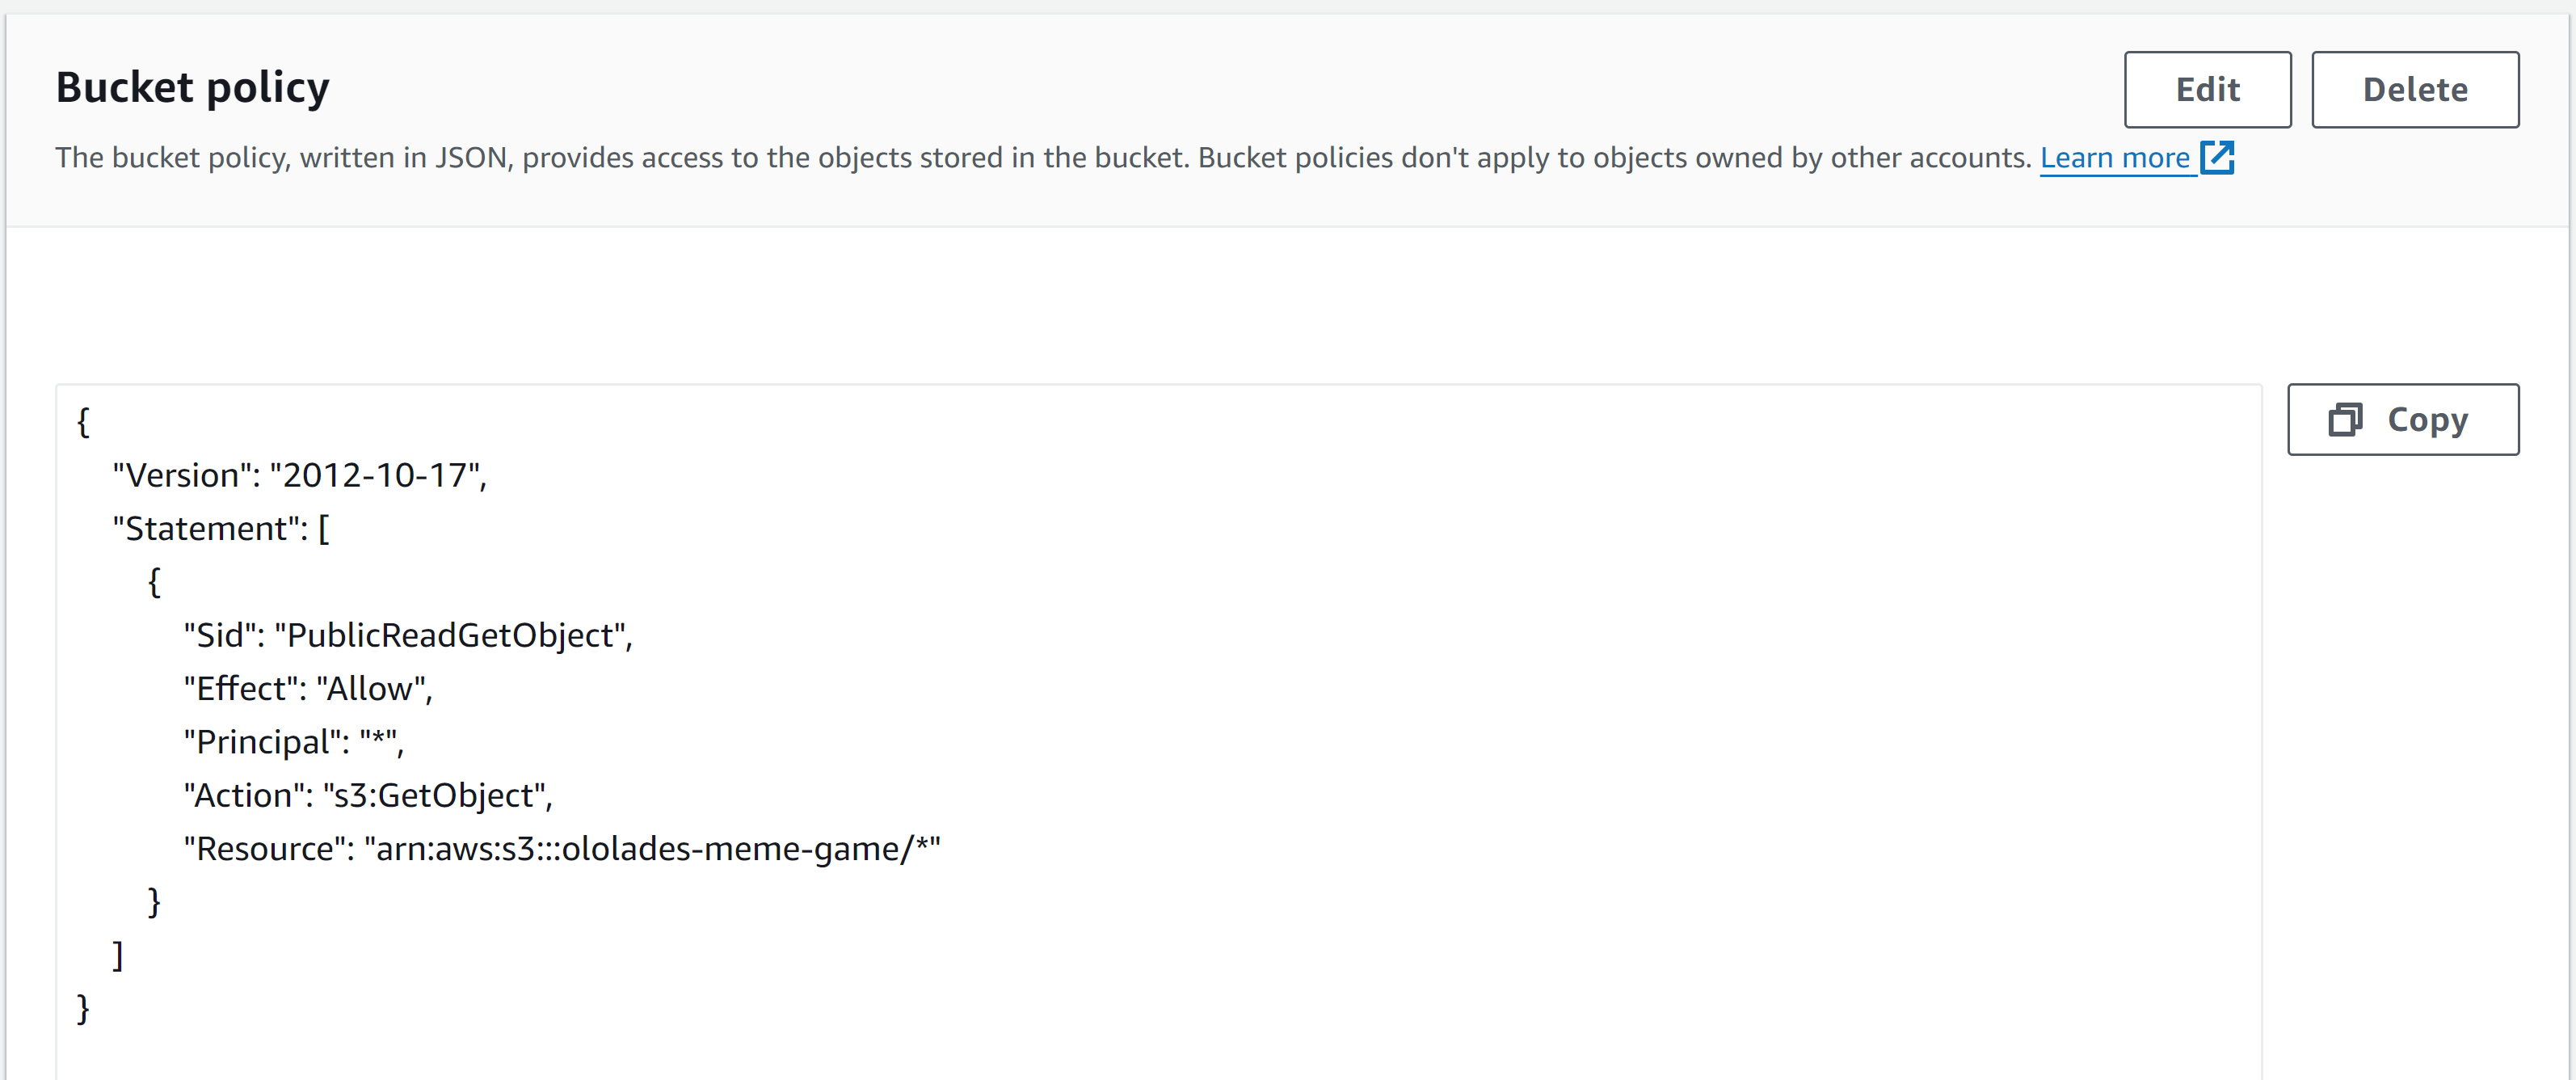 Bucket policy
Edit
Delete
The bucket policy, written in JSON, provides access to the objects stored in the bucket. Bucket policies don't apply to objects owned by other accounts. Learn more
Copy
{
"Version": "2012-10-17",
"Statement": [
{
"Sid": "PublicReadGetObject",
"Effect": "Allow",
"Principal": "*",
"Action": "s3:GetObject",
"Resource": "arn:aws:s3:::ololades-meme-game/*"
}
]
}